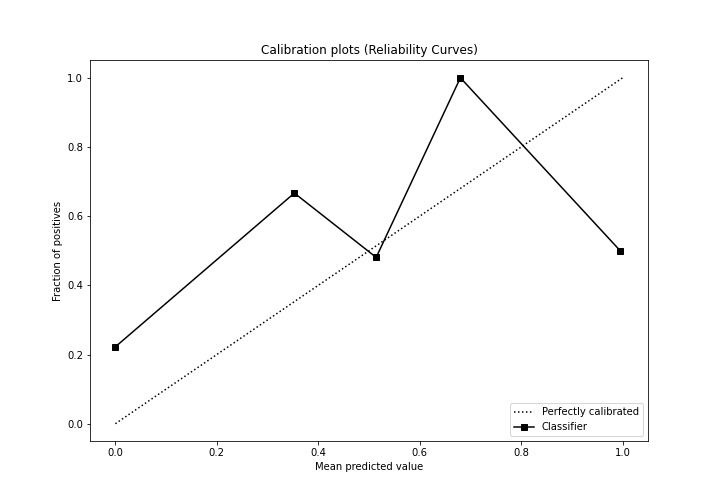 Calibration plots (Reliability Curves)
1.0
0.8
0.6
0.4
0.2
0.0
Fraction of positives
0.0 0.2 0.4 0.6 0.8 1.0
Mean predicted value
Perfectly calibrated
Classifier